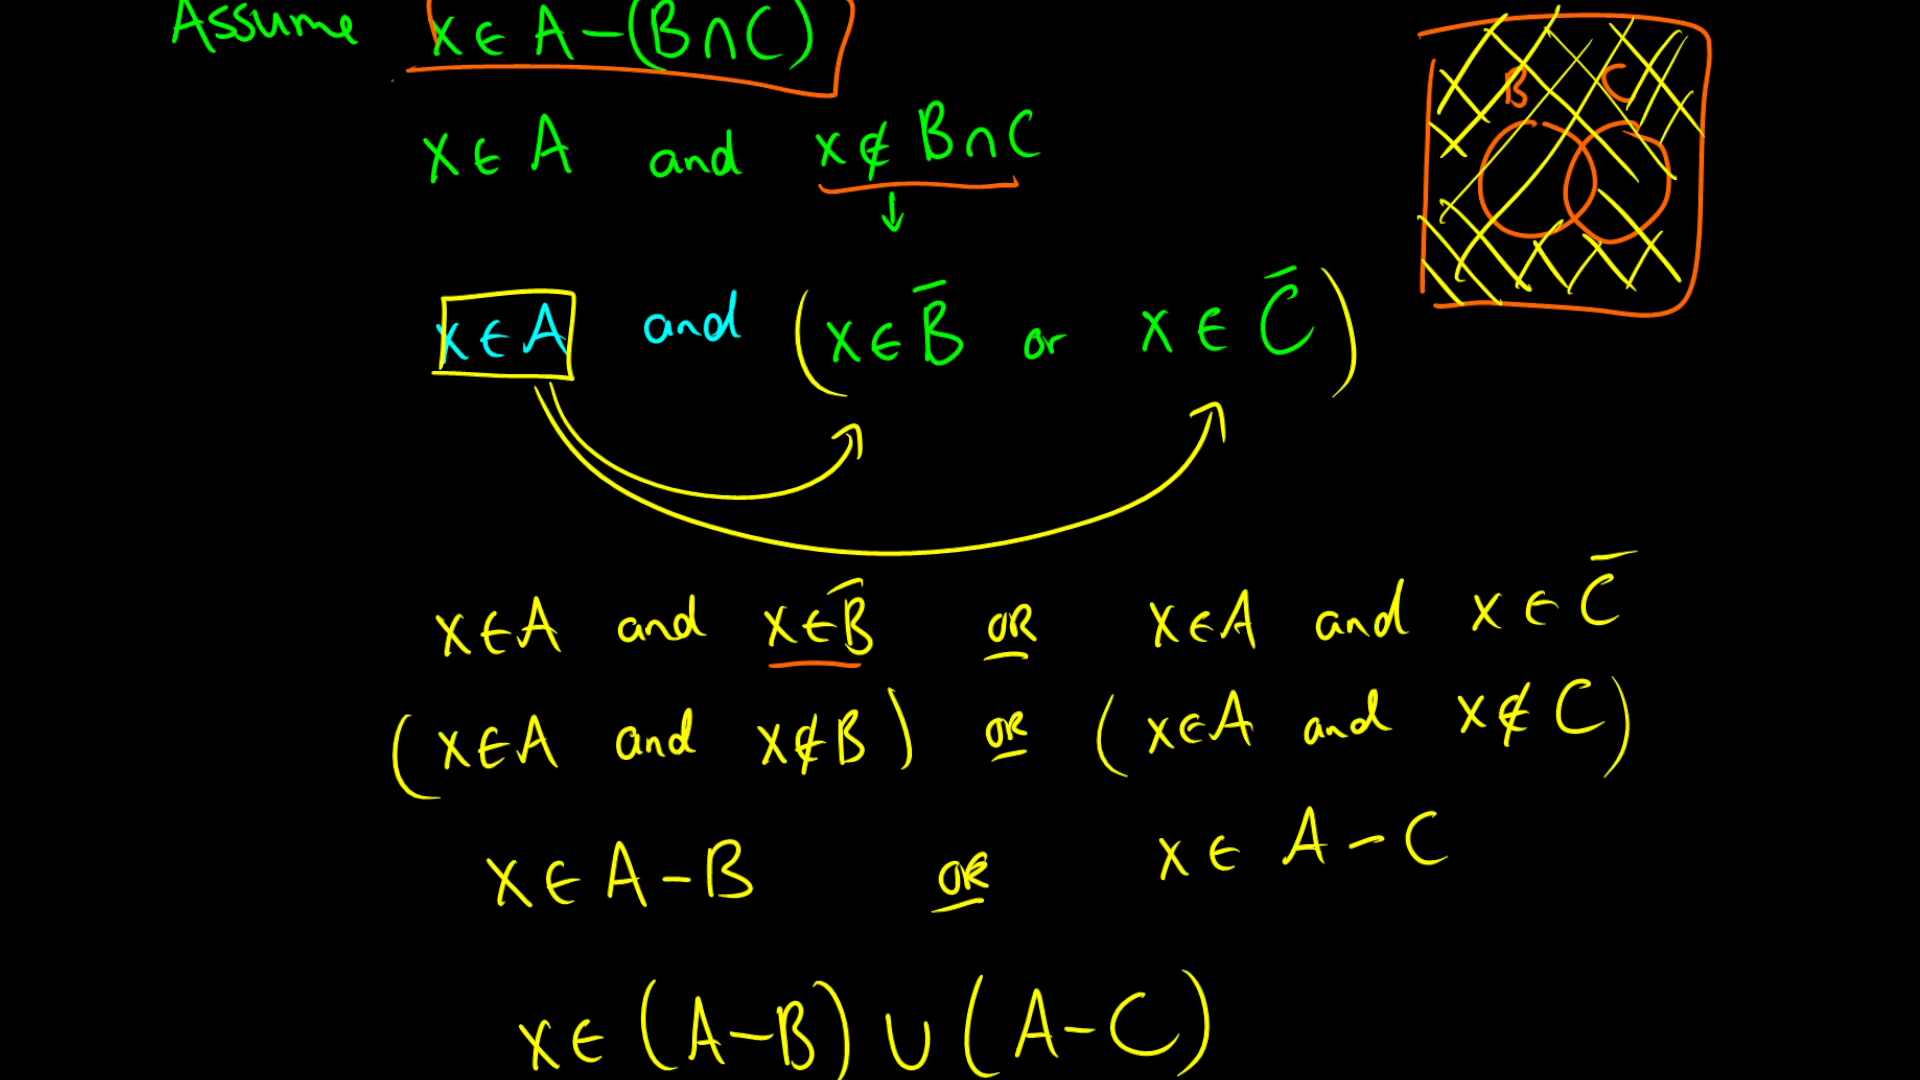 Assume x ∈ A − (B ∩ C)
B C
x ∈ A and x ∉ B ∩ C
↓
x ∈ A and (x ∈ B̅ or x ∈ C̅)
x ∈ A and x ∈ B̅ OR x ∈ A and x ∈ C̅
(x ∈ A and x ∉ B) OR (x ∈ A and x ∉ C)
x ∈ A − B OR x ∈ A − C
x ∈ (A − B) ∪ (A − C)